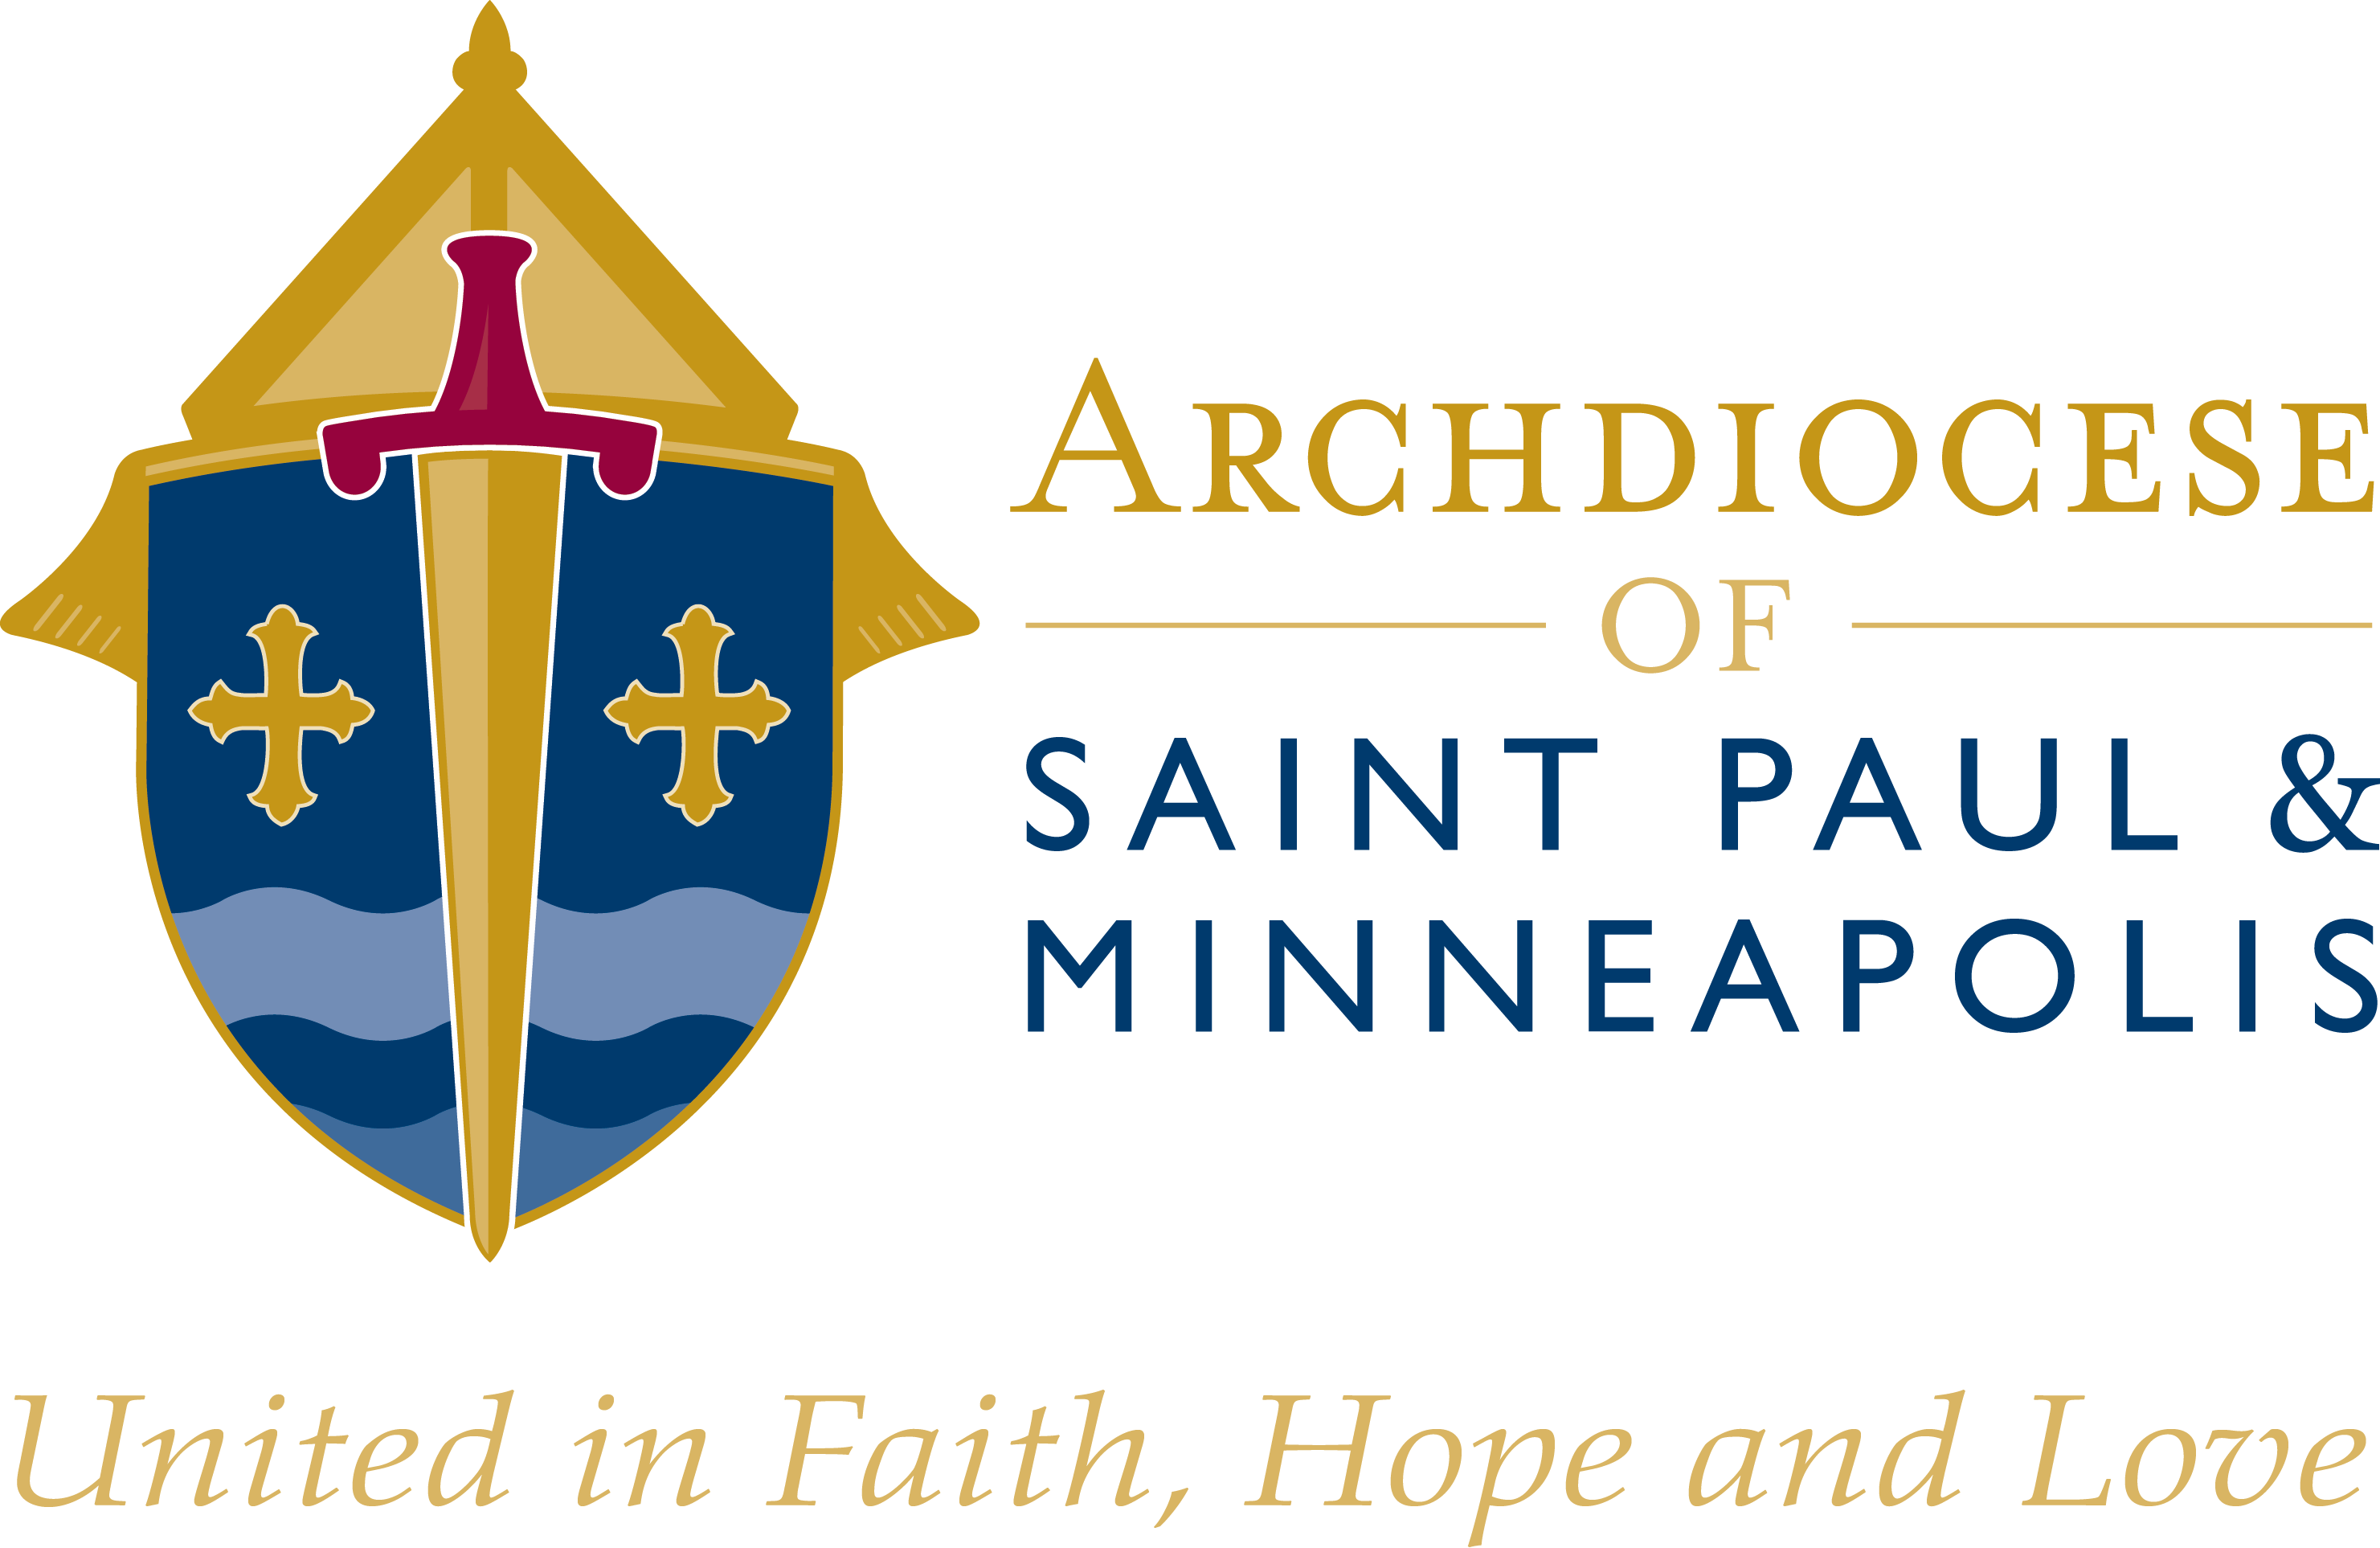 ARCHDIOCESE
OF
SAINT PAUL &
MINNEAPOLIS
United in Faith, Hope and Love